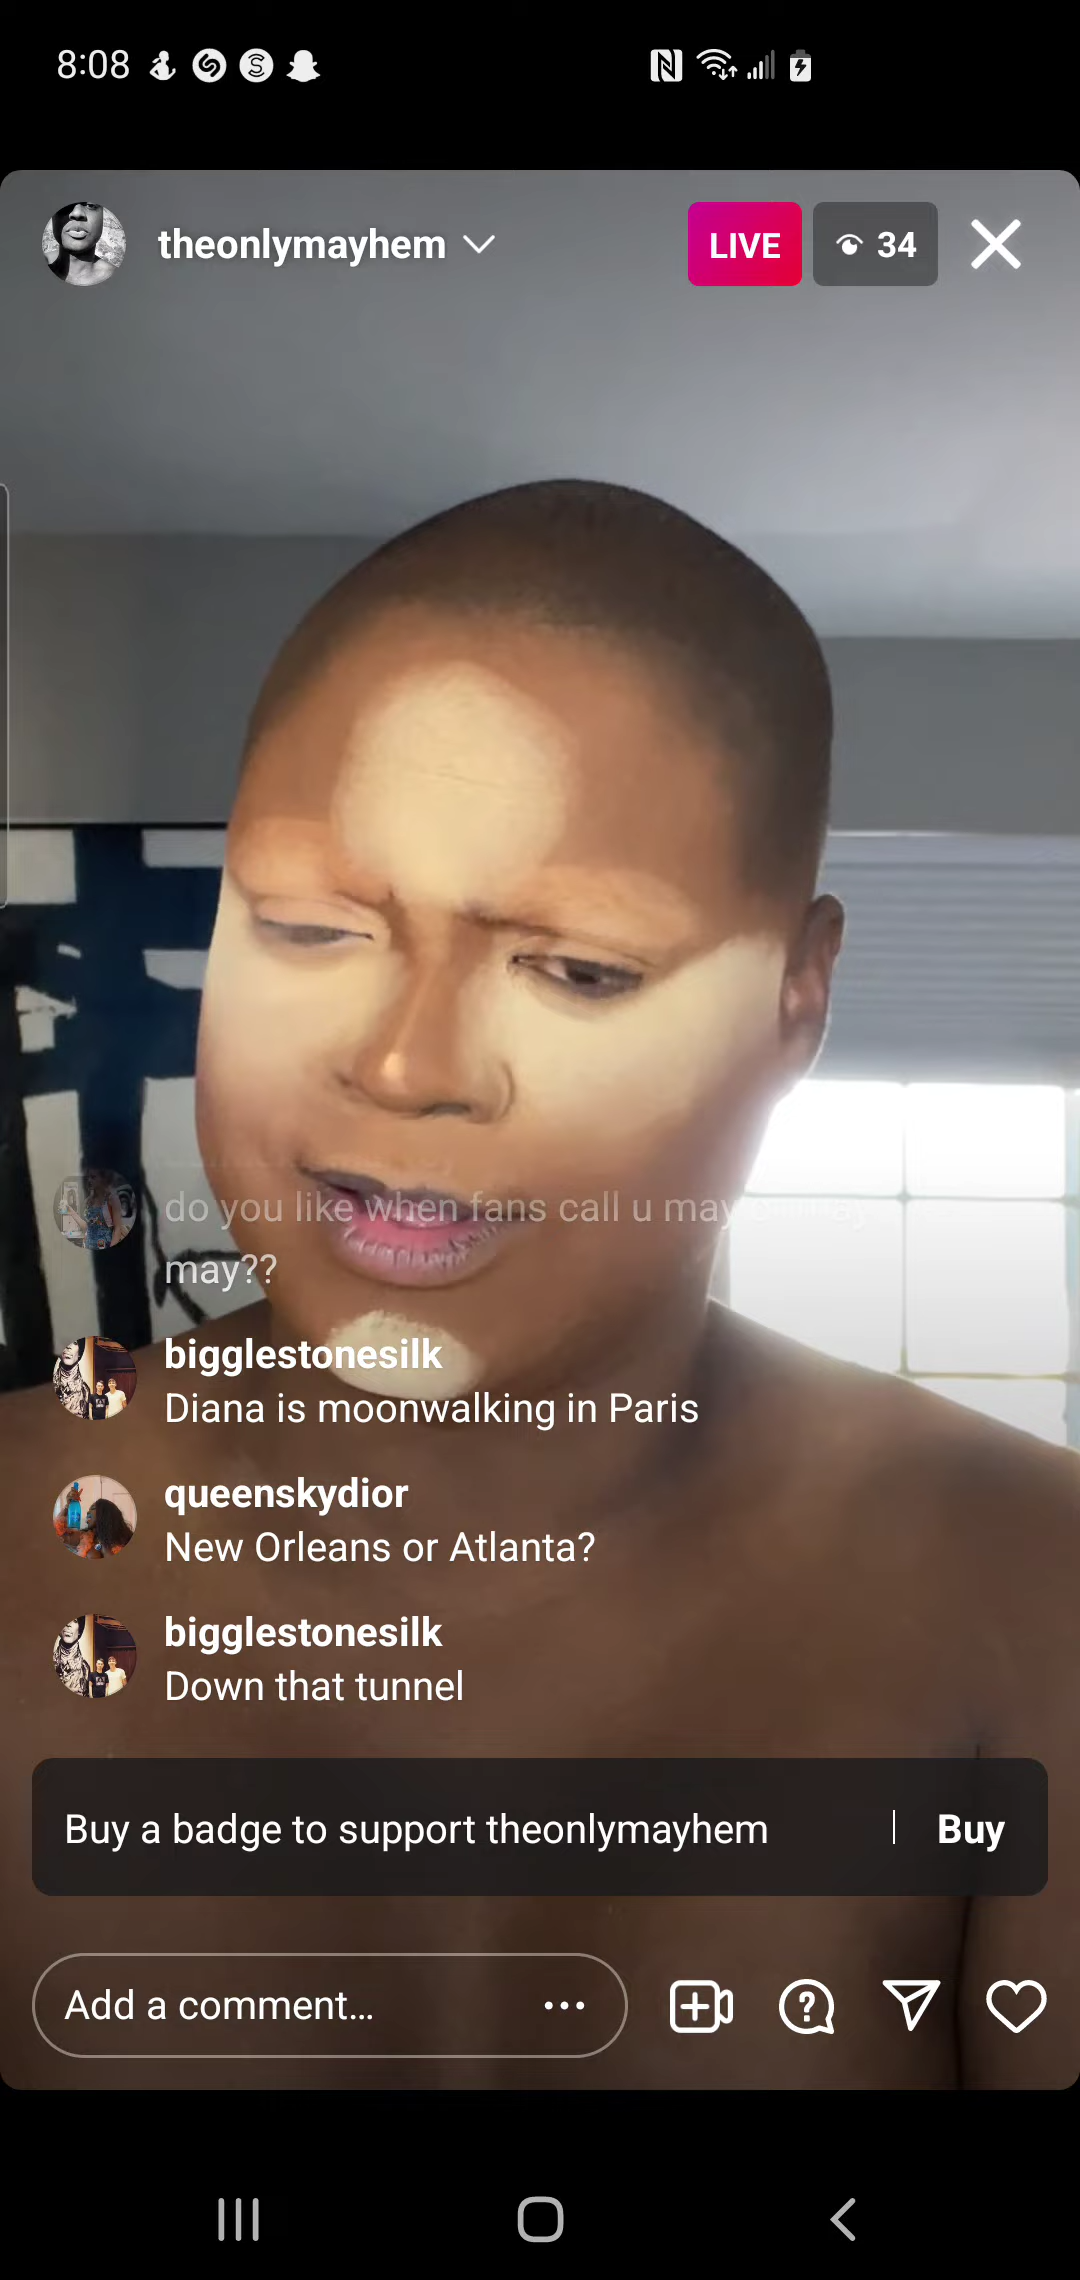 8:08
theonlymayhem
LIVE
34
do you like when fans call u may
may??
bigglestonesilk
Diana is moonwalking in Paris
queenskydior
New Orleans or Atlanta?
bigglestonesilk
Down that tunnel
Buy a badge to support theonlymayhem
Buy
Add a comment...